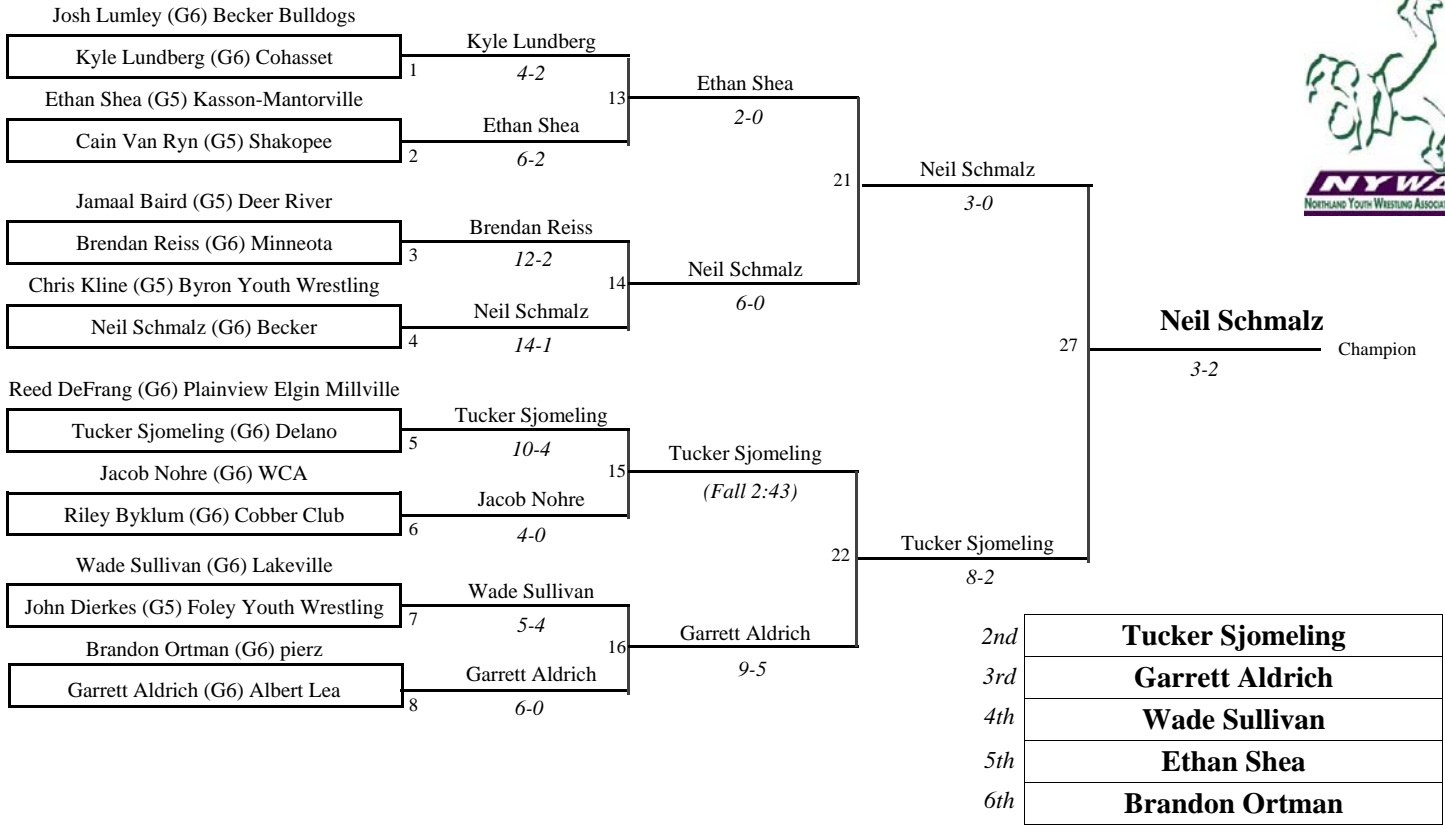 Josh Lumley (G6) Becker Bulldogs
Kyle Lundberg (G6) Cohasset
1
Kyle Lundberg
4-2
Ethan Shea (G5) Kasson-Mantorville
Cain Van Ryn (G5) Shakopee
2
Ethan Shea
6-2
13
Ethan Shea
2-0
Jamaal Baird (G5) Deer River
Brendan Reiss (G6) Minneota
3
Brendan Reiss
12-2
Chris Kline (G5) Byron Youth Wrestling
Neil Schmalz (G6) Becker
4
Neil Schmalz
14-1
14
Neil Schmalz
6-0
21
Neil Schmalz
3-0
Reed DeFrang (G6) Plainview Elgin Millville
Tucker Sjomeling (G6) Delano
5
Tucker Sjomeling
10-4
Jacob Nohre (G6) WCA
Riley Byklum (G6) Cobber Club
6
Jacob Nohre
4-0
15
Tucker Sjomeling
(Fall 2:43)
Wade Sullivan (G6) Lakeville
John Dierkes (G5) Foley Youth Wrestling
7
Wade Sullivan
5-4
Brandon Ortman (G6) pierz
Garrett Aldrich (G6) Albert Lea
8
Garrett Aldrich
6-0
16
Garrett Aldrich
9-5
22
Tucker Sjomeling
8-2
27
Neil Schmalz
3-2
Champion
NYWA
NORTHLAND YOUTH WRESTLING
2nd Tucker Sjomeling
3rd Garrett Aldrich
4th Wade Sullivan
5th Ethan Shea
6th Brandon Ortman